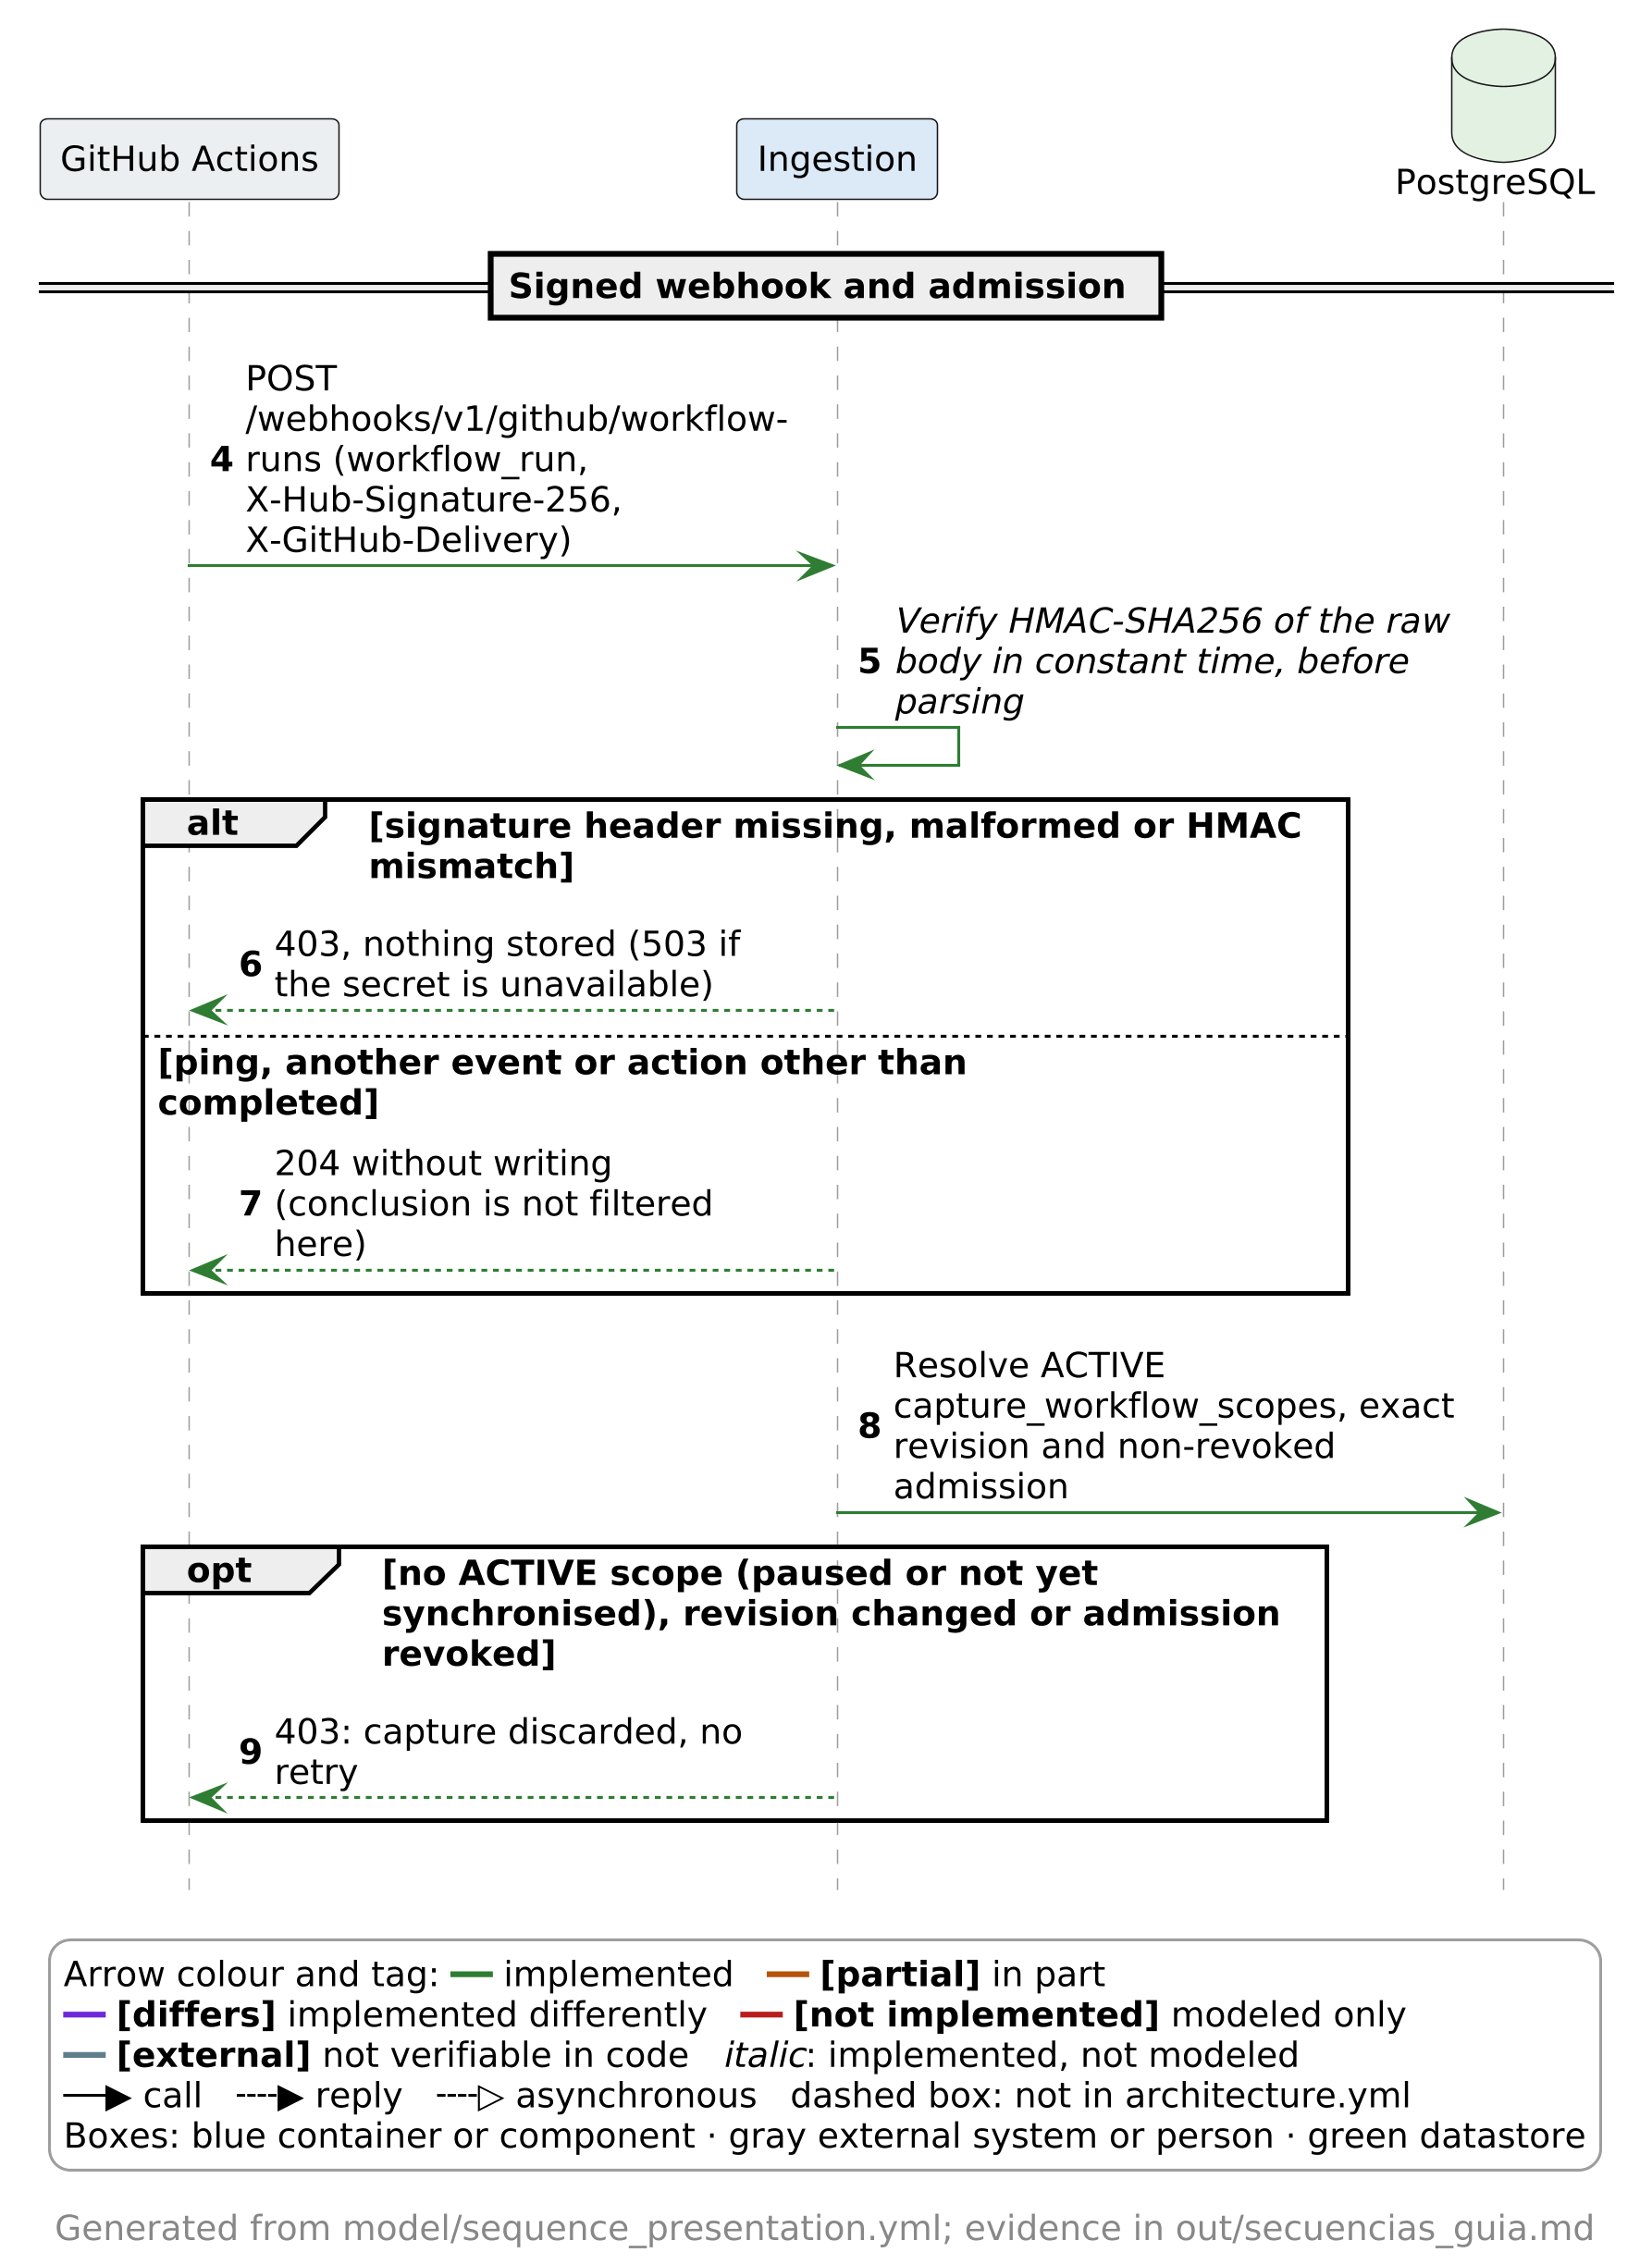 GitHub Actions
Ingestion
PostgreSQL
Signed webhook and admission
POST
/webhooks/v1/github/workflow-
4 runs (workflow_run,
X-Hub-Signature-256,
X-GitHub-Delivery)
Verify HMAC-SHA256 of the raw
5 body in constant time, before
parsing
alt [signature header missing, malformed or HMAC
mismatch]
403, nothing stored (503 if
6
the secret is unavailable)
[ping, another event or action other than
completed]
204 without writing
7 (conclusion is not filtered
here)
Resolve ACTIVE
capture_workflow_scopes, exact
8
revision and non-revoked
admission
opt [no ACTIVE scope (paused or not yet
synchronised), revision changed or admission
revoked]
403: capture discarded, no
9
retry
Arrow colour and tag: implemented [partial] in part
[differs] implemented differently [not implemented] modeled only
[external] not verifiable in code italic: implemented, not modeled
call reply asynchronous dashed box: not in architecture.yml
Boxes: blue container or component · gray external system or person · green datastore
Generated from model/sequence_presentation.yml; evidence in out/secuencias_guia.md